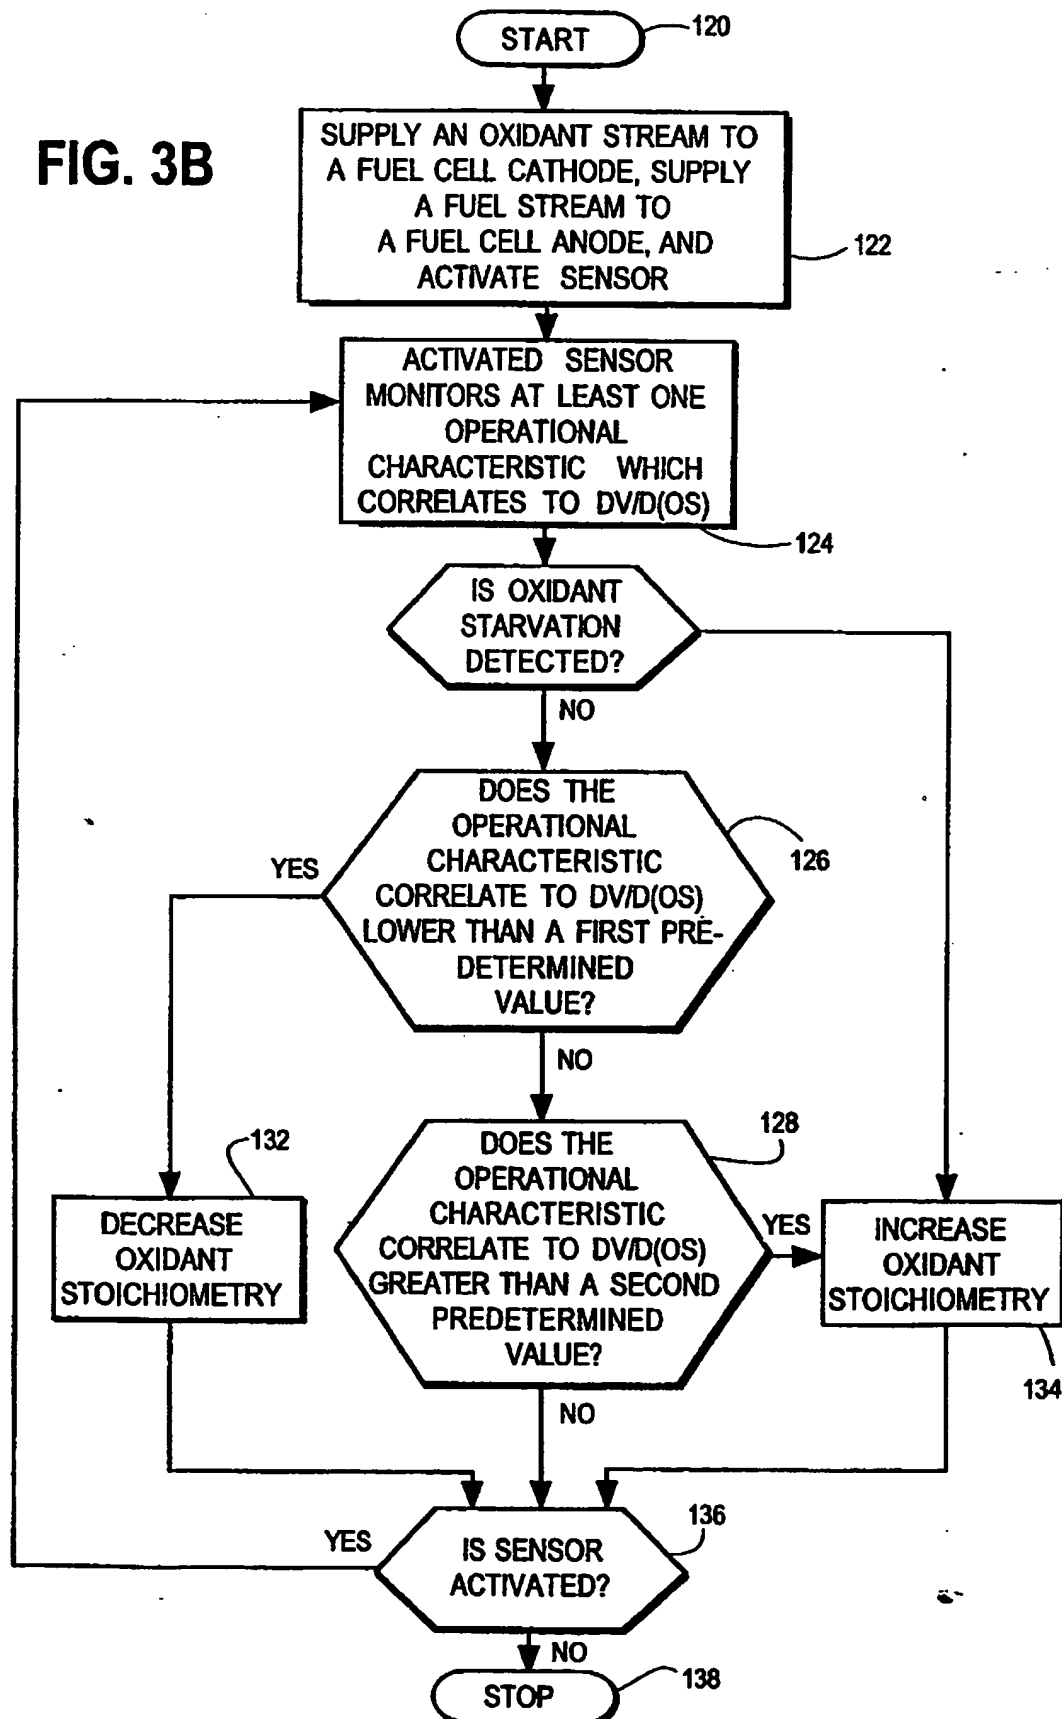 START
120
FIG. 3B
SUPPLY AN OXIDANT STREAM TO
A FUEL CELL CATHODE, SUPPLY
A FUEL STREAM TO
A FUEL CELL ANODE, AND
ACTIVATE SENSOR
122
ACTIVATED SENSOR
MONITORS AT LEAST ONE
OPERATIONAL
CHARACTERISTIC WHICH
CORRELATES TO DV/D(OS)
124
IS OXIDANT
STARVATION
DETECTED?
NO
DOES THE
OPERATIONAL
CHARACTERISTIC
CORRELATE TO DV/D(OS)
LOWER THAN A FIRST PRE-
DETERMINED
VALUE?
126
YES
NO
DOES THE
OPERATIONAL
CHARACTERISTIC
CORRELATE TO DV/D(OS)
GREATER THAN A SECOND
PREDETERMINED
VALUE?
128
YES
132
DECREASE
OXIDANT
STOICHIOMETRY
INCREASE
OXIDANT
STOICHIOMETRY
134
NO
IS SENSOR
ACTIVATED?
136
YES
NO
STOP
138